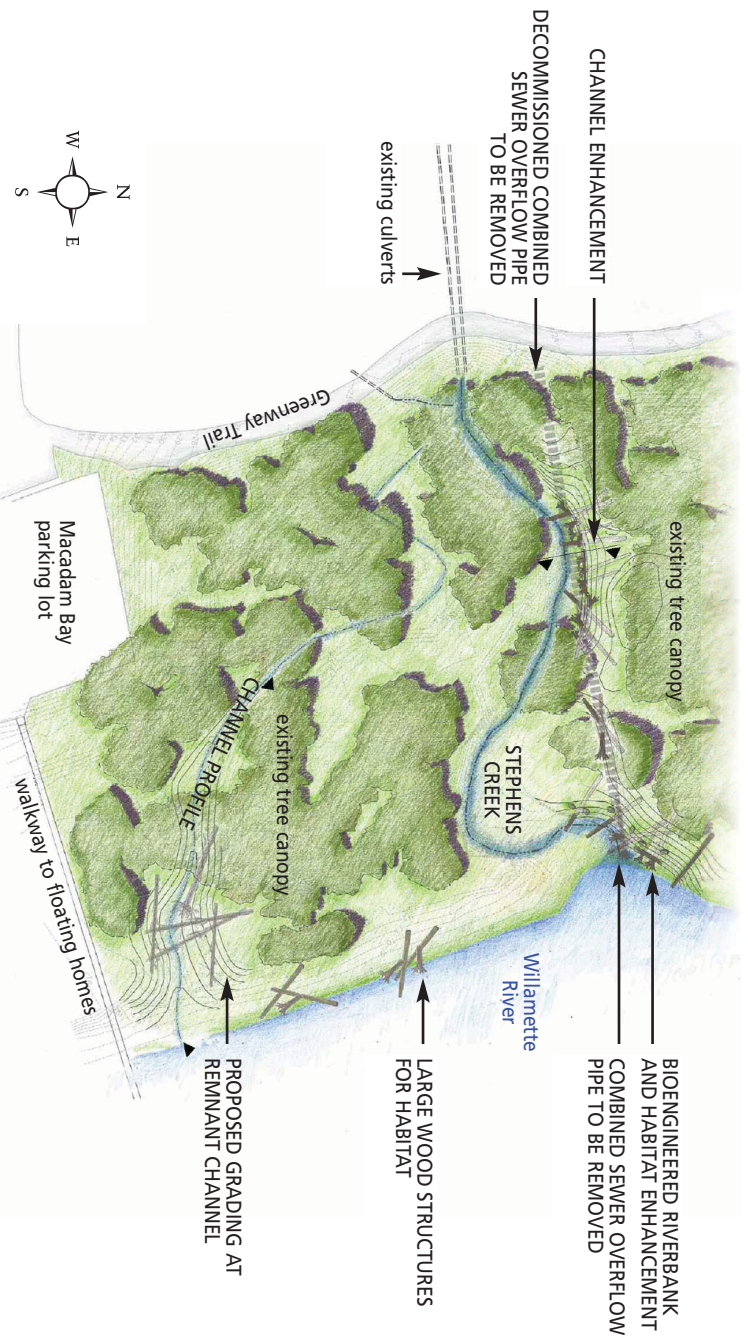 CHANNEL ENHANCEMENT
DECOMMISSIONED COMBINED
SEWER OVERFLOW PIPE
TO BE REMOVED
existing culverts
N
W
E
S
Greenway Trail
Macadam Bay
parking lot
existing tree canopy
STEPHENS
CREEK
CHANNEL PROFILE
existing tree canopy
walkway to floating homes
Willamette
River
BIOENGINEERED RIVERBANK
AND HABITAT ENHANCEMENT
COMBINED SEWER OVERFLOW
PIPE TO BE REMOVED
LARGE WOOD STRUCTURES
FOR HABITAT
PROPOSED GRADING AT
REMNANT CHANNEL